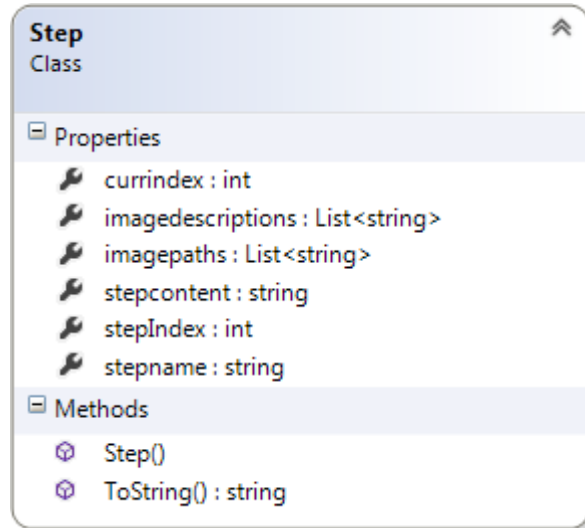 Step
Class
Properties
currindex : int
imagedescriptions : List<string>
imagepaths : List<string>
stepcontent : string
stepIndex : int
stepname : string
Methods
Step()
ToString() : string